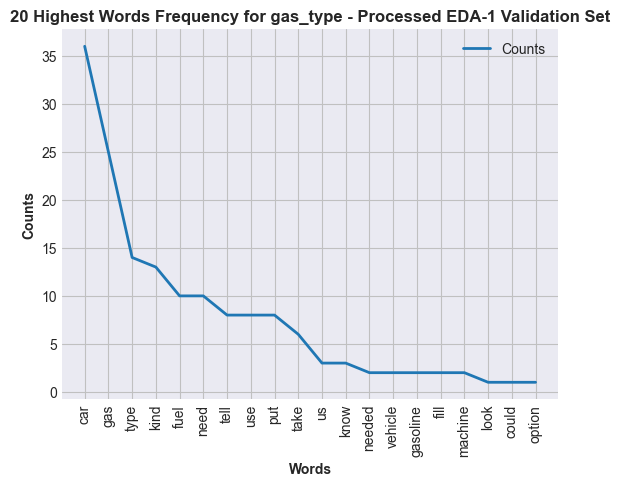 20 Highest Words Frequency for gas_type - Processed EDA-1 Validation Set
Counts
35
30
25
20
15
10
5
0
Counts
car
gas
type
kind
fuel
need
tell
use
put
take
us
know
needed
vehicle
gasoline
fill
machine
look
could
option
Words